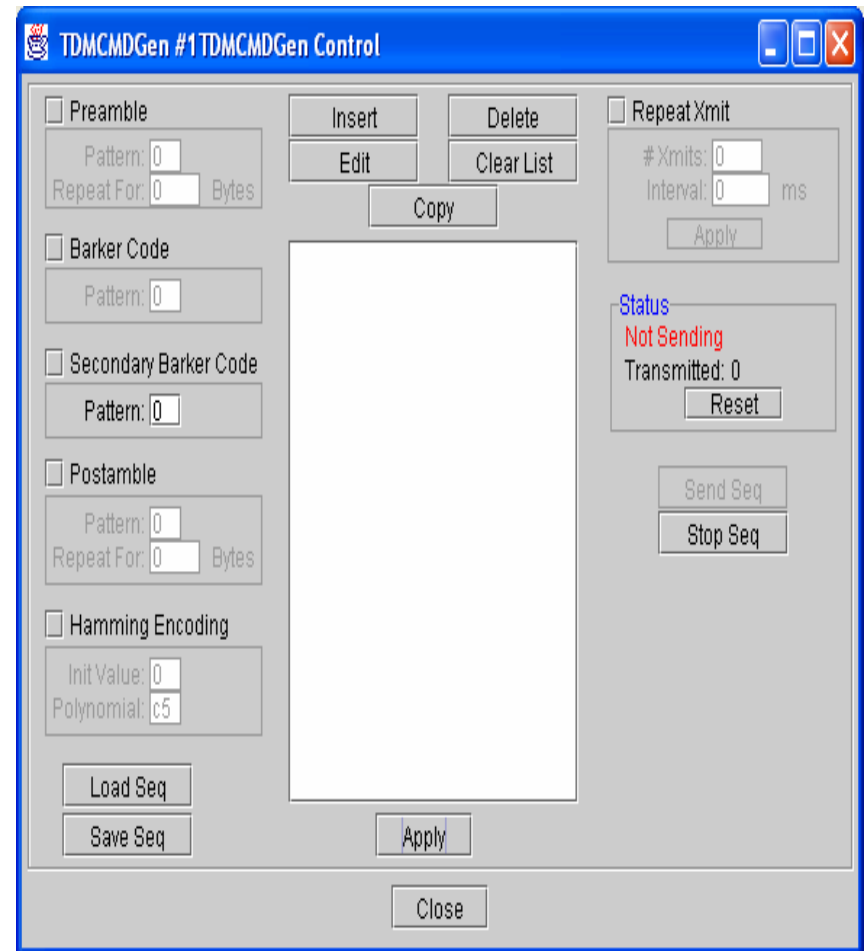 TDMCMDGen #1TDMCMDGen Control
Preamble
Pattern: 0
Repeat For: 0 Bytes
Barker Code
Pattern: 0
Secondary Barker Code
Pattern: 0
Postamble
Pattern: 0
Repeat For: 0 Bytes
Hamming Encoding
Init Value: 0
Polynomial: c5
Load Seq
Save Seq
Insert
Delete
Edit
Clear List
Copy
Apply
Repeat Xmit
# Xmits: 0
Interval: 0 ms
Apply
Status
Not Sending
Transmitted: 0
Reset
Send Seq
Stop Seq
Close